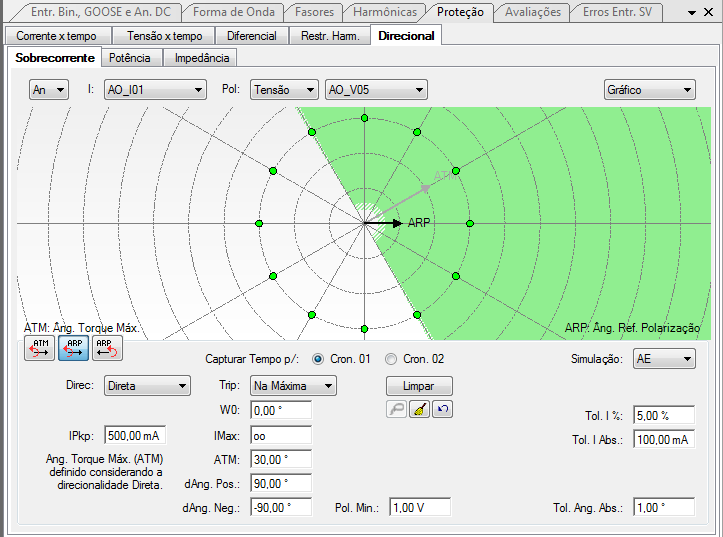 Entr. Bin., GOOSE e An. DC Forma de Onda Fasores Harmônicas Proteção Avaliações Erros Entr. SV
Corrente x tempo Tensão x tempo Diferencial Restr. Harm. Direcional
Sobrecorrente Potência Impedância
An I: AO_I01 Pol: Tensão AO_V05 Gráfico
ATM
ARP
ATM: Âng. Torque Máx. ARP: Âng. Ref. Polarização
ATM ARP ARP
Capturar Tempo p/: Cron. 01 Cron. 02 Simulação: AE
Direc: Direta Trip: Na Máxima Limpar
W0: 0,00 °
Tol. I %: 5,00 %
IPkp: 500,00 mA IMax: oo
Tol. I Abs.: 100,00 mA
Ang. Torque Máx. (ATM)
definido considerando a
direcionalidade Direta.
ATM: 30,00 °
dAng. Pos.: 90,00 °
dAng. Neg.: -90,00 ° Pol. Min.: 1,00 V Tol. Ang. Abs.: 1,00 °